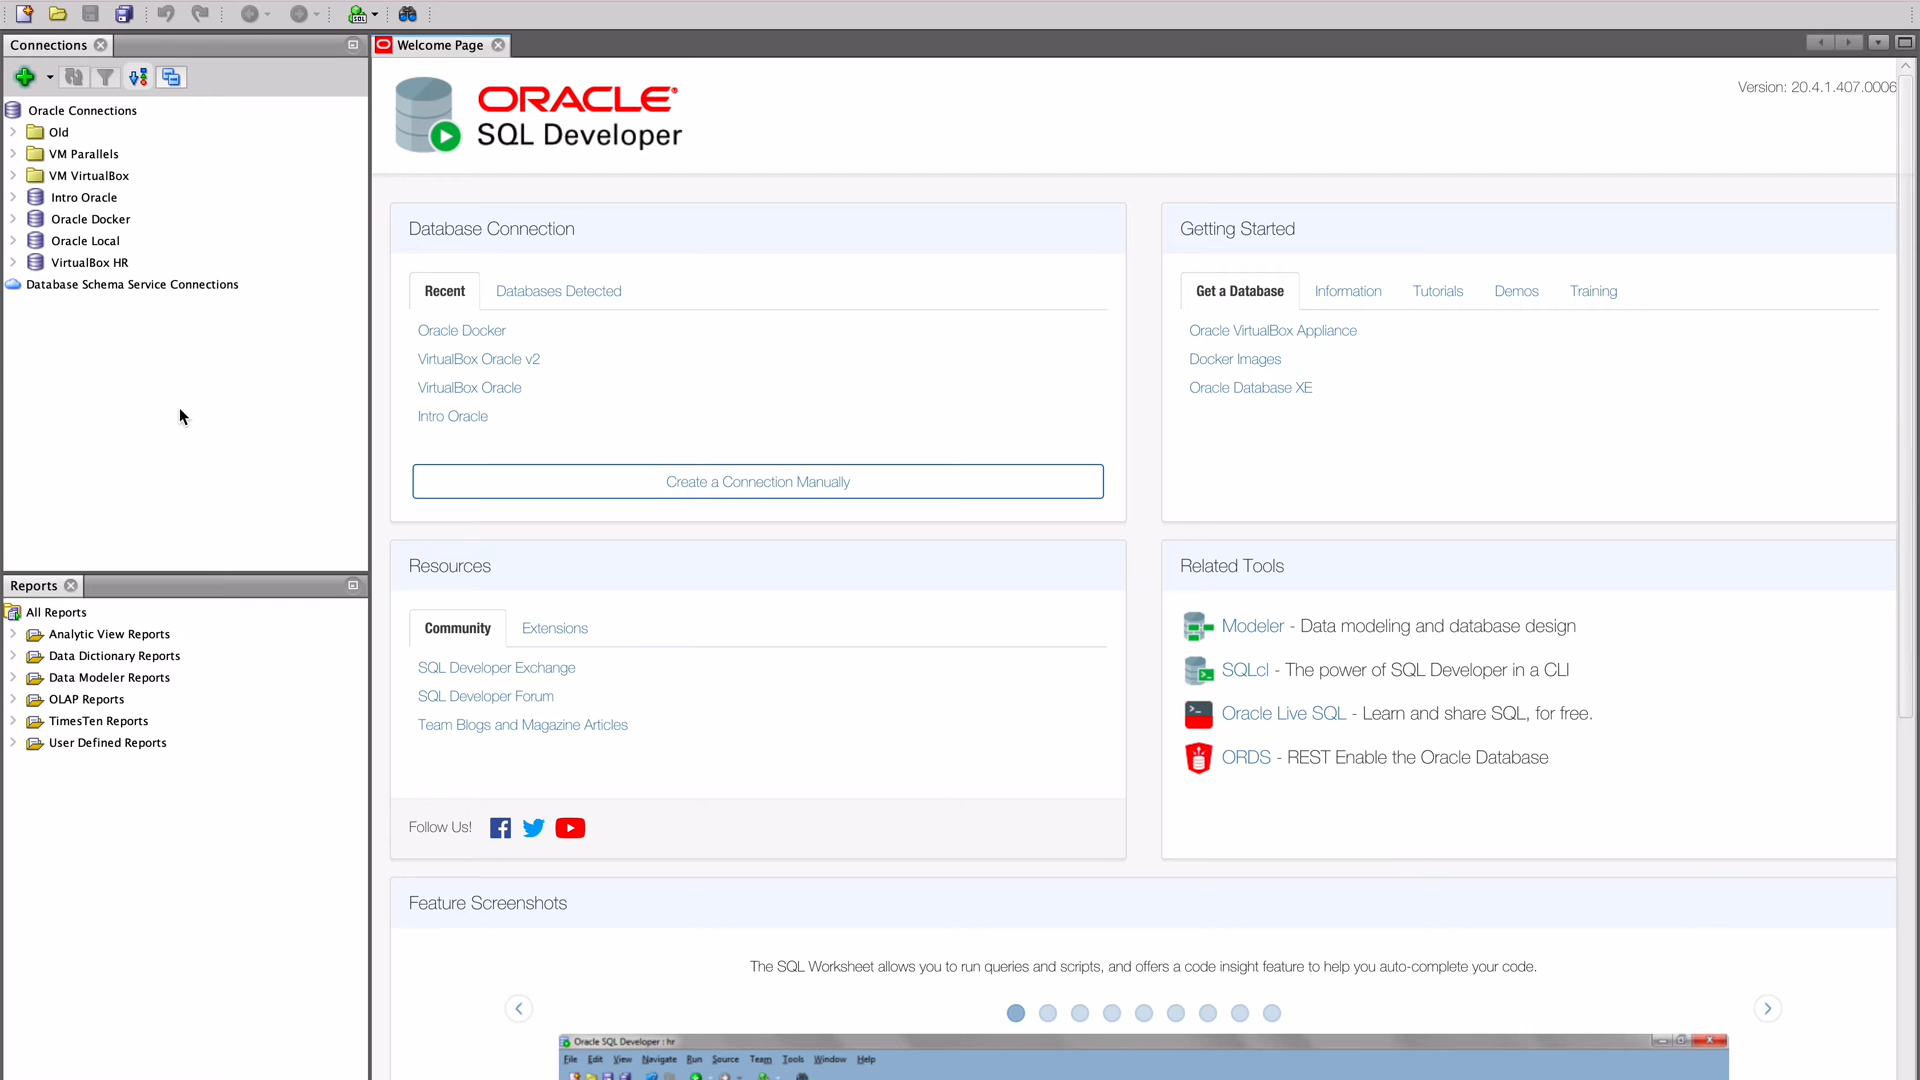 SQL
Connections
Welcome Page
Oracle Connections
Old
VM Parallels
VM VirtualBox
Intro Oracle
Oracle Docker
Oracle Local
VirtualBox HR
Database Schema Service Connections
Reports
All Reports
Analytic View Reports
Data Dictionary Reports
Data Modeler Reports
OLAP Reports
TimesTen Reports
User Defined Reports
ORACLE
SQL Developer
Version: 20.4.1.407.0006
Database Connection
Recent Databases Detected
Oracle Docker
VirtualBox Oracle v2
VirtualBox Oracle
Intro Oracle
Create a Connection Manually
Getting Started
Get a Database Information Tutorials Demos Training
Oracle VirtualBox Appliance
Docker Images
Oracle Database XE
Resources
Community Extensions
SQL Developer Exchange
SQL Developer Forum
Team Blogs and Magazine Articles
Follow Us!
Related Tools
Modeler - Data modeling and database design
SQLcl - The power of SQL Developer in a CLI
Oracle Live SQL - Learn and share SQL, for free.
ORDS - REST Enable the Oracle Database
Feature Screenshots
The SQL Worksheet allows you to run queries and scripts, and offers a code insight feature to help you auto-complete your code.
Oracle SQL Developer : hr
File Edit View Navigate Run Source Team Tools Window Help